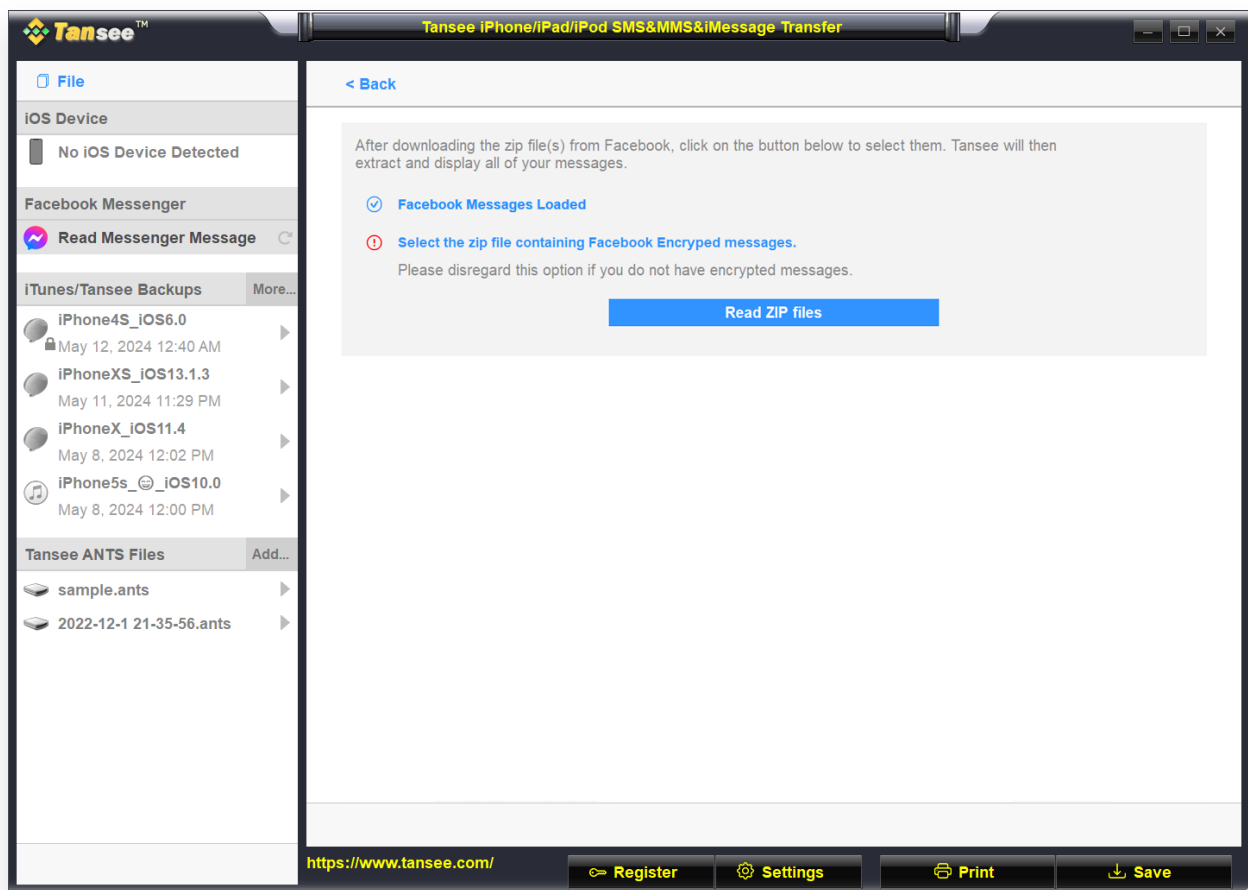 Tansee™
Tansee iPhone/iPad/iPod SMS&MMS&iMessage Transfer
File
iOS Device
No iOS Device Detected
Facebook Messenger
Read Messenger Message
iTunes/Tansee Backups More...
iPhone4S_iOS6.0
May 12, 2024 12:40 AM
iPhoneXS_iOS13.1.3
May 11, 2024 11:29 PM
iPhoneX_iOS11.4
May 8, 2024 12:02 PM
iPhone5s_😄_iOS10.0
May 8, 2024 12:00 PM
Tansee ANTS Files Add...
sample.ants
2022-12-1 21-35-56.ants
< Back
After downloading the zip file(s) from Facebook, click on the button below to select them. Tansee will then
extract and display all of your messages.
Facebook Messages Loaded
Select the zip file containing Facebook Encryped messages.
Please disregard this option if you do not have encrypted messages.
Read ZIP files
https://www.tansee.com/
Register
Settings
Print
Save